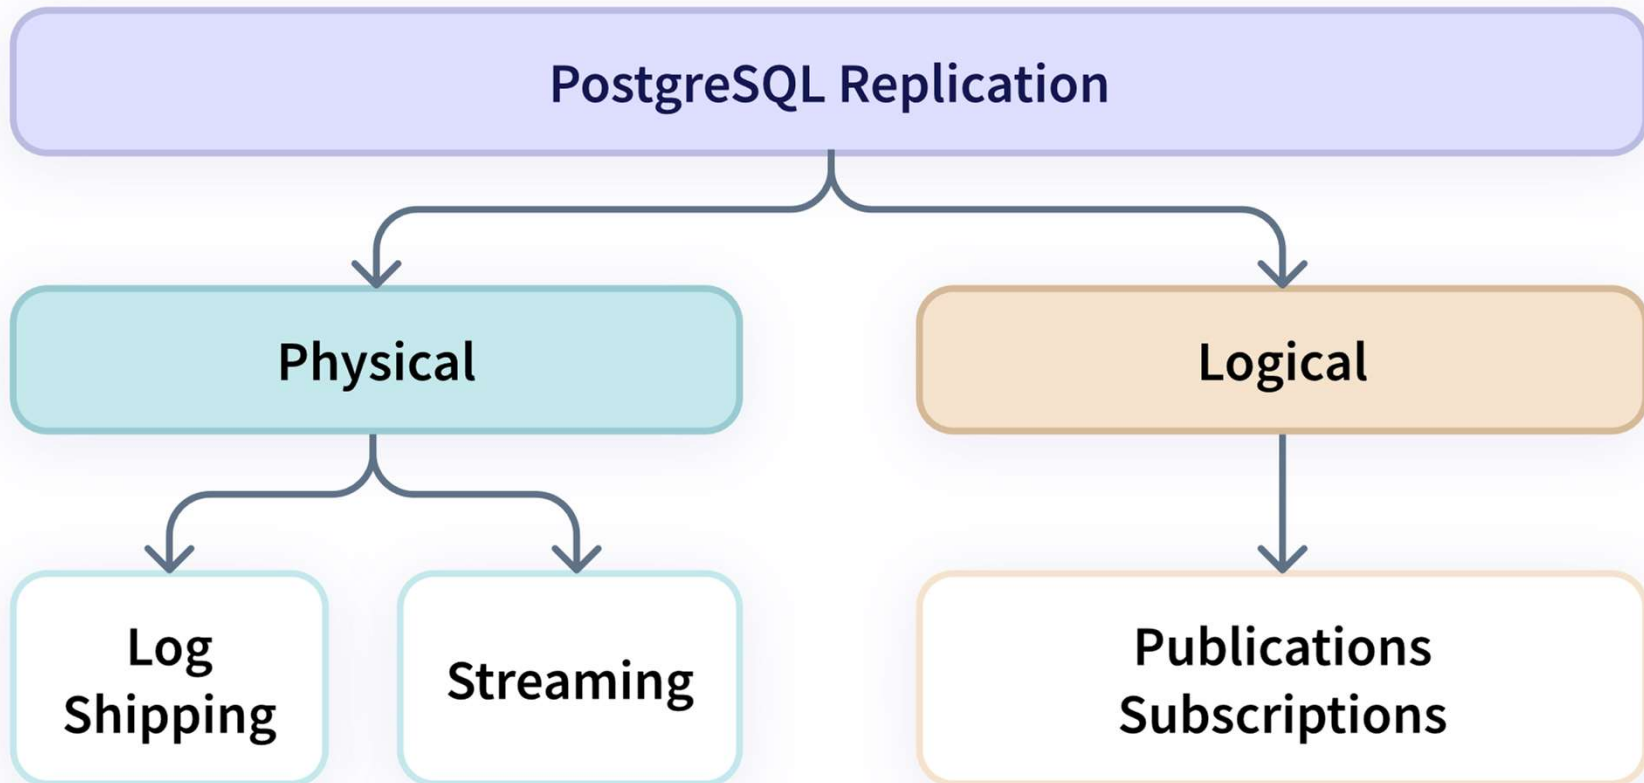 PostgreSQL Replication
Physical
Logical
Log
Shipping
Streaming
Publications
Subscriptions